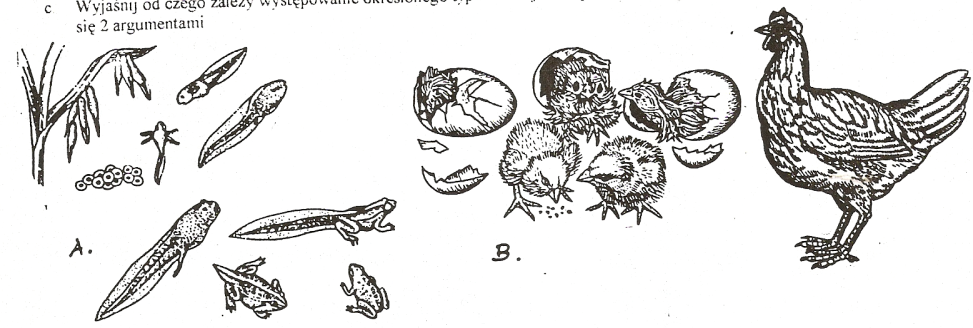 c Wyjaśnij od czego zależy występowanie określonego
się 2 argumentami
A.
B.